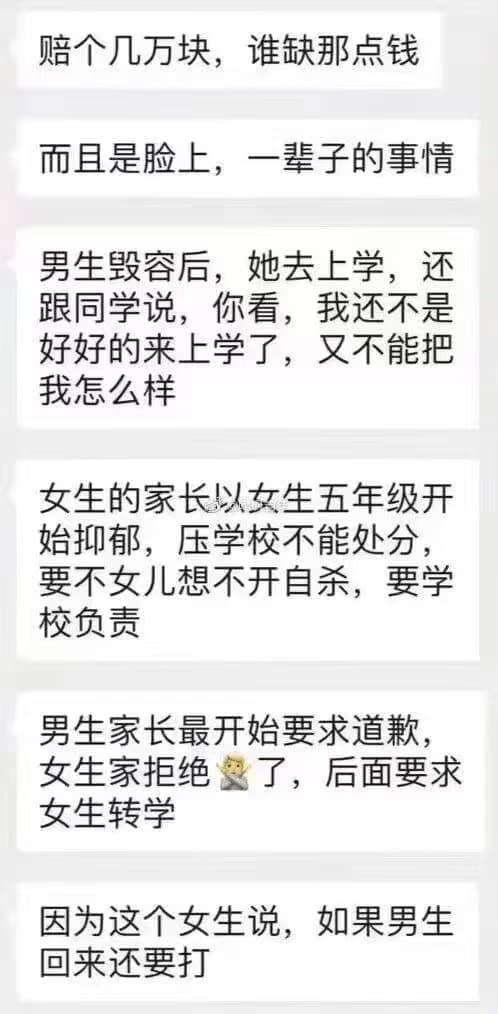 赔个几万块，谁缺那点钱
而且是脸上，一辈子的事情
男生毁容后，她去上学，还
跟同学说，你看，我还不是
好好的来上学了，又不能把
我怎么样
女生的家长以女生五年级开
始抑郁，压学校不能处分，
要不女儿想不开自杀，要学
校负责
男生家长最开始要求道歉，
女生家拒绝🙅了，后面要求
女生转学
因为这个女生说，如果男生
回来还要打